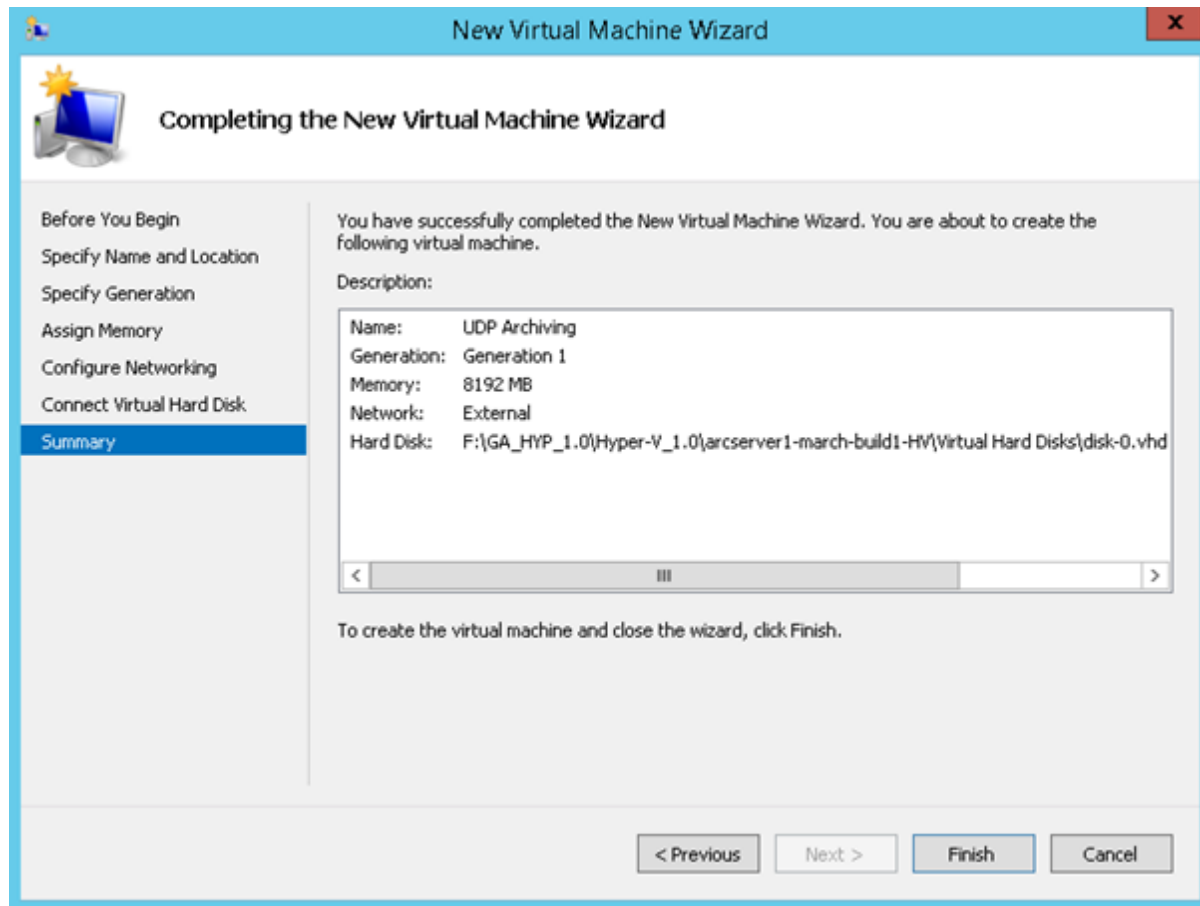 New Virtual Machine Wizard
x
Completing the New Virtual Machine Wizard
Before You Begin
Specify Name and Location
Specify Generation
Assign Memory
Configure Networking
Connect Virtual Hard Disk
Summary
You have successfully completed the New Virtual Machine Wizard. You are about to create the
following virtual machine.
Description:
Name: UDP Archiving
Generation: Generation 1
Memory: 8192 MB
Network: External
Hard Disk: F:\GA_HYP_1.0\Hyper-V_1.0\arcserver1-march-build1-HV\Virtual Hard Disks\disk-0.vhd
To create the virtual machine and close the wizard, click Finish.
< Previous
Next >
Finish
Cancel